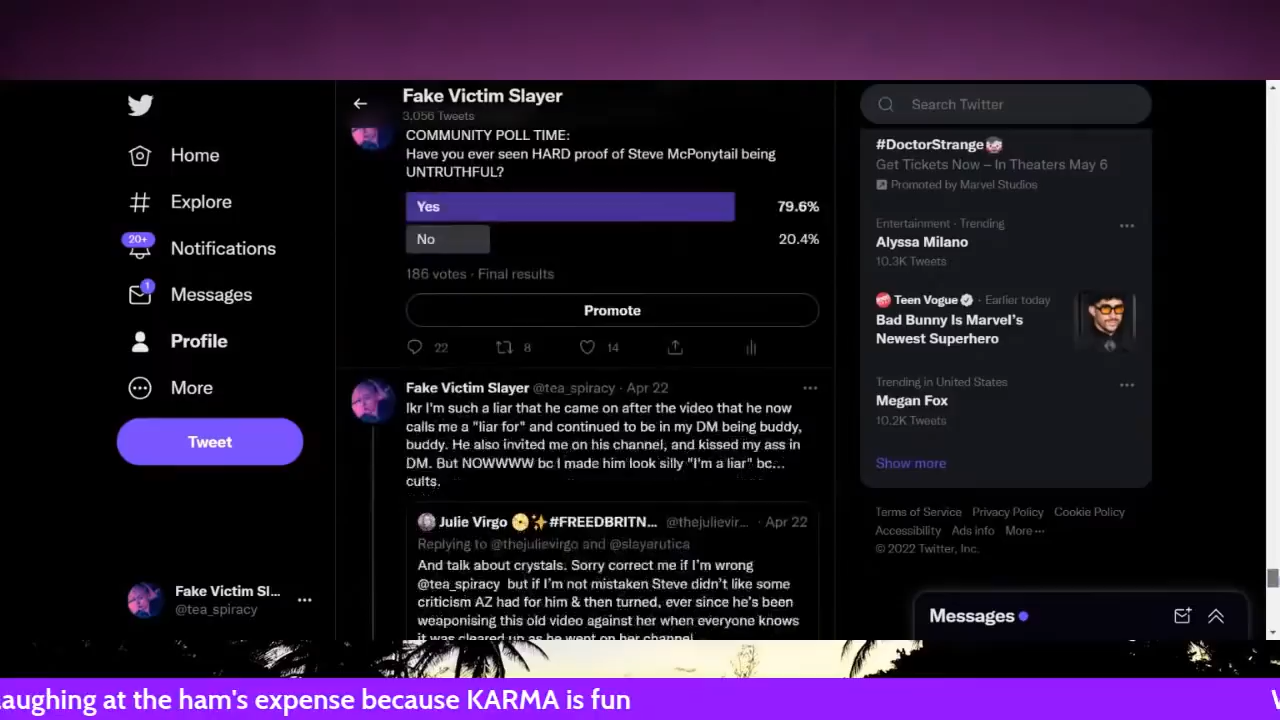 Fake Victim Slayer
3,056 Tweets
COMMUNITY POLL TIME:
Have you ever seen HARD proof of Steve McPonytail being
UNTRUTHFUL?
Yes 79.6%
No 20.4%
186 votes · Final results
Promote
22 8 14
Fake Victim Slayer @tea_spiracy · Apr 22
Ikr I'm such a liar that he came on after the video that he now
calls me a "liar for" and continued to be in my DM being buddy,
buddy. He also invited me on his channel, and kissed my ass in
DM. But NOWWWW bc I made him look silly "I'm a liar" bc...
cults.
Julie Virgo #FREEDBRITN... @thejulievir... · Apr 22
Replying to @thejulievirgo and @slayerutica
And talk about crystals. Sorry correct me if I'm wrong
@tea_spiracy but if I'm not mistaken Steve didn't like some
criticism AZ had for him & then turned, ever since he's been
weaponising this old video against her when everyone knows
it was cleared up as he went on her channel
Home
Explore
20+
Notifications
1
Messages
Profile
More
Tweet
Fake Victim Sl...
@tea_spiracy
Search Twitter
#DoctorStrange
Get Tickets Now – In Theaters May 6
Promoted by Marvel Studios
Entertainment · Trending
Alyssa Milano
10.3K Tweets
Teen Vogue · Earlier today
Bad Bunny Is Marvel's
Newest Superhero
Trending in United States
Megan Fox
10.2K Tweets
Show more
Terms of Service Privacy Policy Cookie Policy
Accessibility Ads info More ···
© 2022 Twitter, Inc.
Messages
aughing at the ham's expense because KARMA is fun